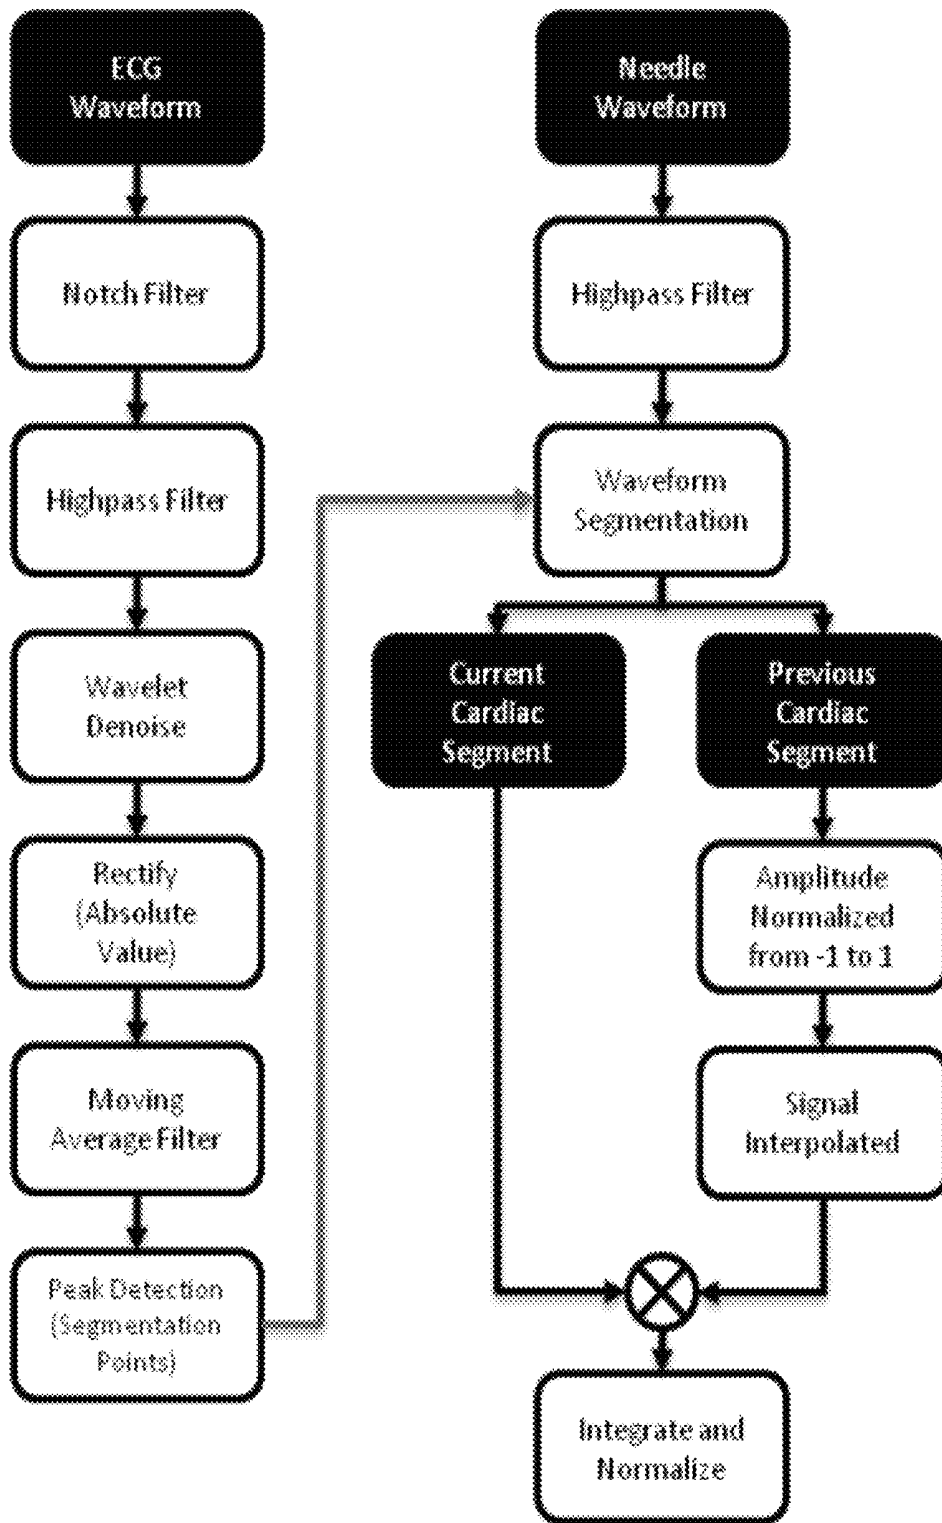 ECG
Waveform
Notch Filter
Highpass Filter
Wavelet
Denoise
Rectify
(Absolute
Value)
Moving
Average Filter
Peak Detection
(Segmentation
Points)
Needle
Waveform
Highpass Filter
Waveform
Segmentation
Current
Cardiac
Segment
Previous
Cardiac
Segment
Amplitude
Normalized
from -1 to 1
Signal
Interpolated
Integrate and
Normalize